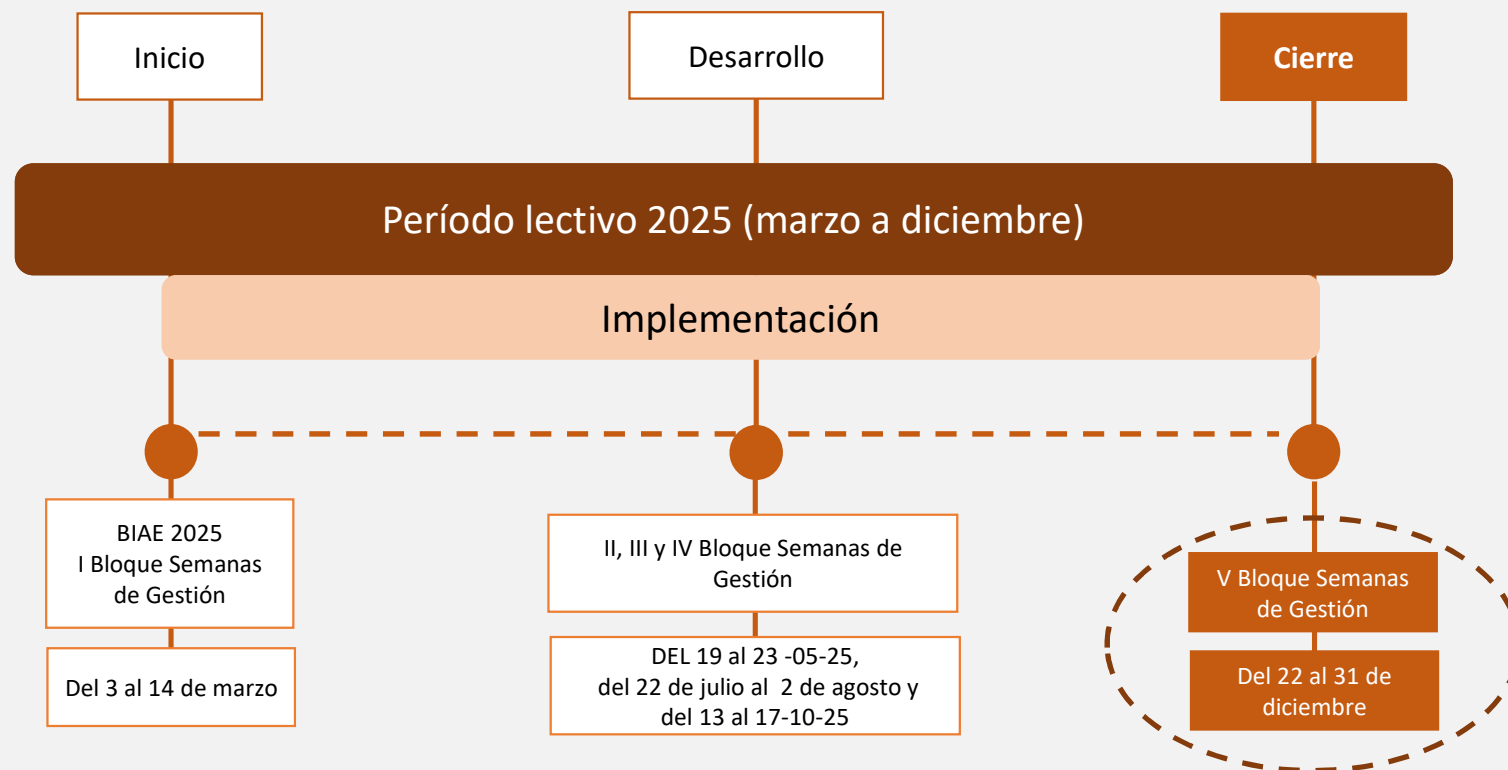 Inicio
Desarrollo
Cierre
Período lectivo 2025 (marzo a diciembre)
Implementación
BIAE 2025
I Bloque Semanas
de Gestión
Del 3 al 14 de marzo
II, III y IV Bloque Semanas de
Gestión
DEL 19 al 23 -05-25,
del 22 de julio al 2 de agosto y
del 13 al 17-10-25
V Bloque Semanas
de Gestión
Del 22 al 31 de
diciembre